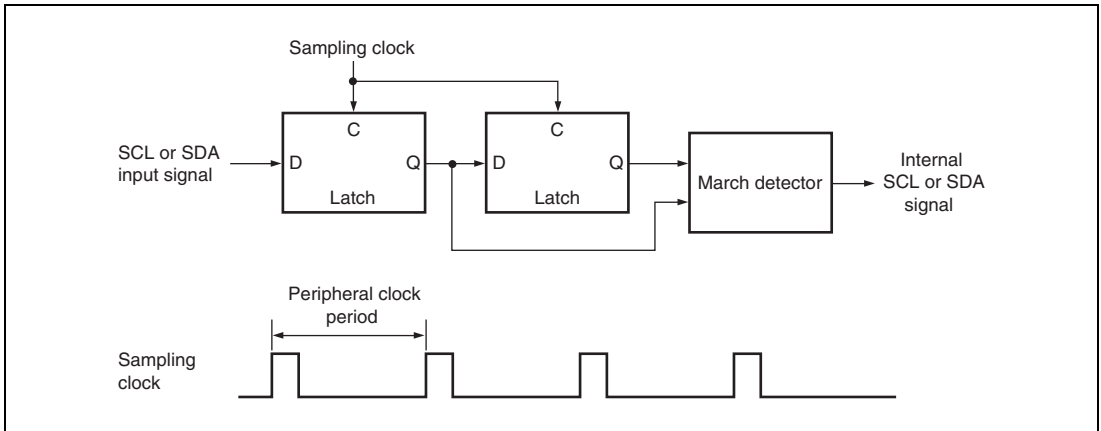 Sampling clock
SCL or SDA
input signal
C
D
Q
Latch
C
D
Q
Latch
March detector
Internal
SCL or SDA
signal
Peripheral clock
period
Sampling
clock